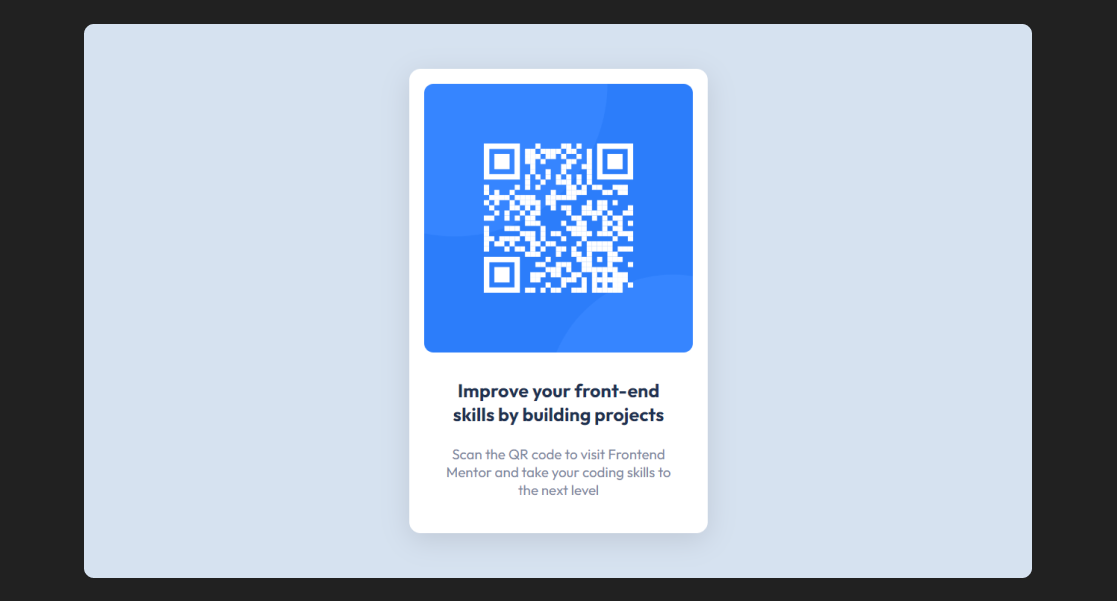 Improve your front-end
skills by building projects
Scan the QR code to visit Frontend
Mentor and take your coding skills to
the next level